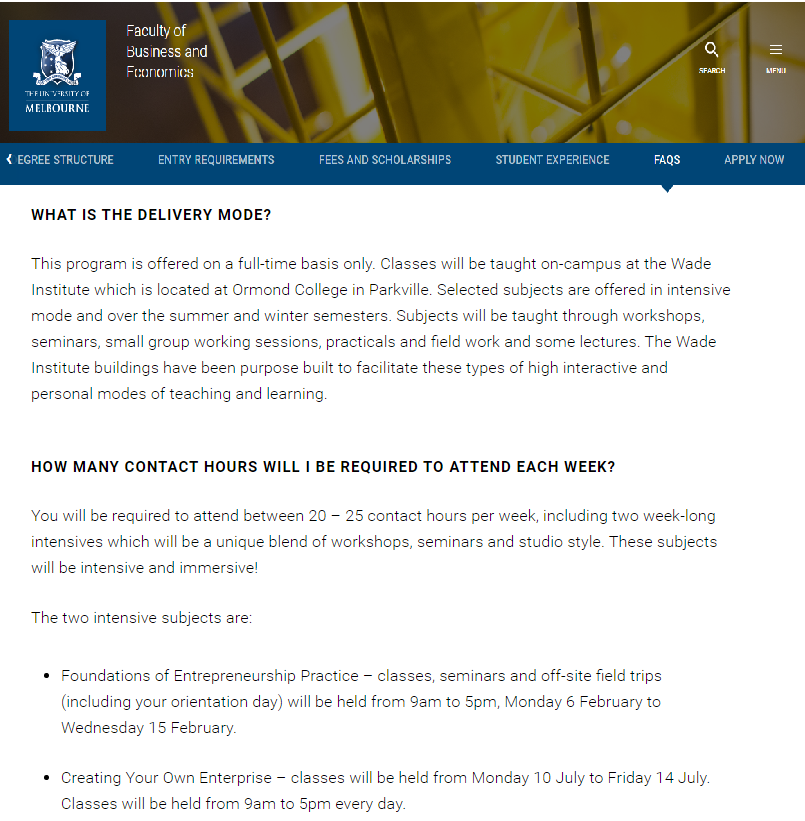 Faculty of
Business and
Economics
THE UNIVERSITY OF
MELBOURNE
SEARCH
MENU
EGREE STRUCTURE
ENTRY REQUIREMENTS
FEES AND SCHOLARSHIPS
STUDENT EXPERIENCE
FAQS
APPLY NOW
WHAT IS THE DELIVERY MODE?
This program is offered on a full-time basis only. Classes will be taught on-campus at the Wade
Institute which is located at Ormond College in Parkville. Selected subjects are offered in intensive
mode and over the summer and winter semesters. Subjects will be taught through workshops,
seminars, small group working sessions, practicals and field work and some lectures. The Wade
Institute buildings have been purpose built to facilitate these types of high interactive and
personal modes of teaching and learning.
HOW MANY CONTACT HOURS WILL I BE REQUIRED TO ATTEND EACH WEEK?
You will be required to attend between 20 – 25 contact hours per week, including two week-long
intensives which will be a unique blend of workshops, seminars and studio style. These subjects
will be intensive and immersive!
The two intensive subjects are:
• Foundations of Entrepreneurship Practice – classes, seminars and off-site field trips
(including your orientation day) will be held from 9am to 5pm, Monday 6 February to
Wednesday 15 February.
• Creating Your Own Enterprise – classes will be held from Monday 10 July to Friday 14 July.
Classes will be held from 9am to 5pm every day.